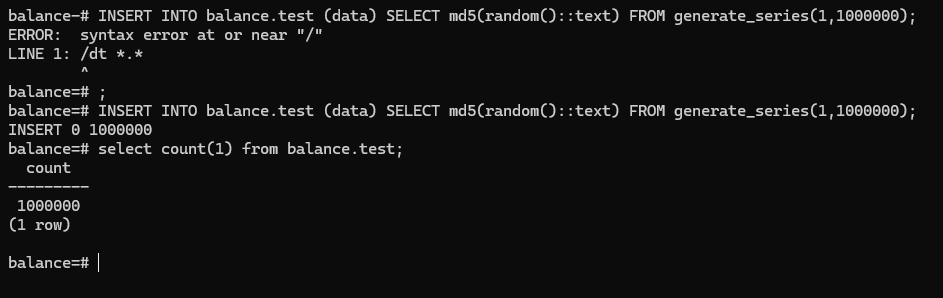 balance-# INSERT INTO balance.test (data) SELECT md5(random()::text) FROM generate_series(1,1000000);
ERROR:  syntax error at or near "/"
LINE 1: /dt *.*
        ^
balance=# ;
balance=# INSERT INTO balance.test (data) SELECT md5(random()::text) FROM generate_series(1,1000000);
INSERT 0 1000000
balance=# select count(1) from balance.test;
  count
---------
 1000000
(1 row)

balance=#